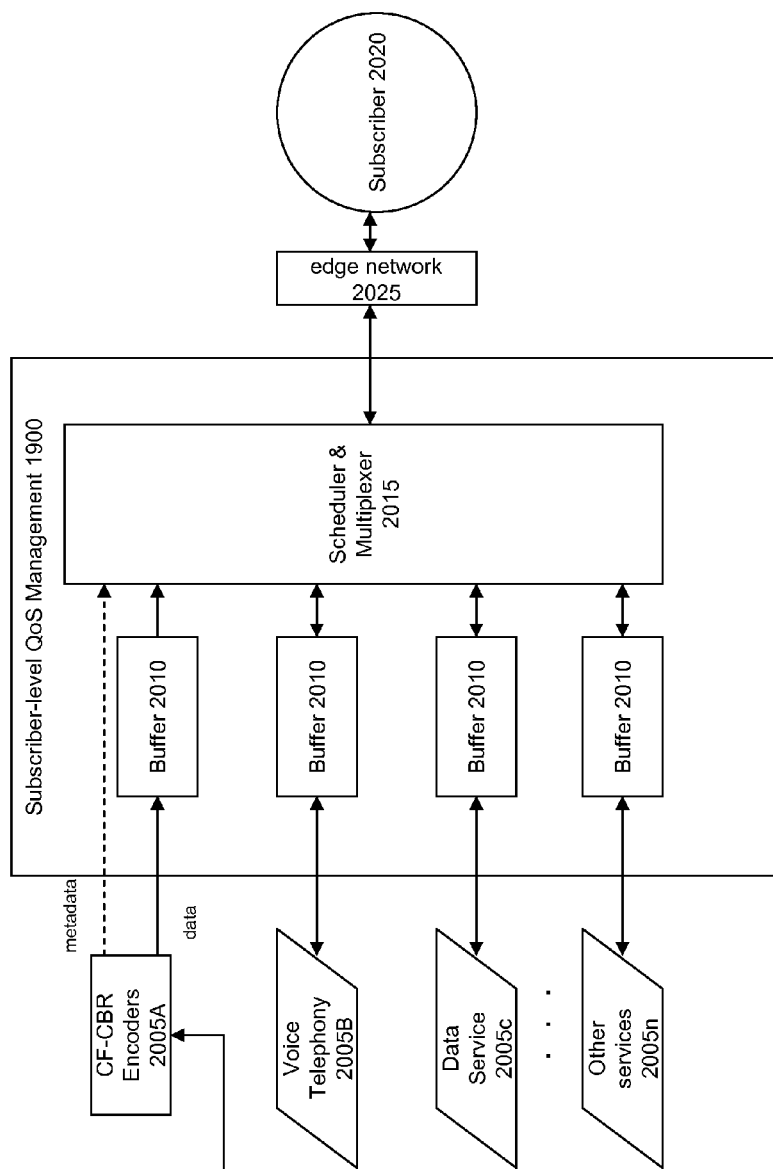 Subscriber-level QoS Management 1900
metadata
data
CF-CBR
Encoders
2005A
Buffer 2010
Voice
Telephony
2005B
Buffer 2010
Data
Service
2005c
Buffer 2010
. . .
Other
services
2005n
Buffer 2010
Scheduler &
Multiplexer
2015
edge network
2025
Subscriber 2020